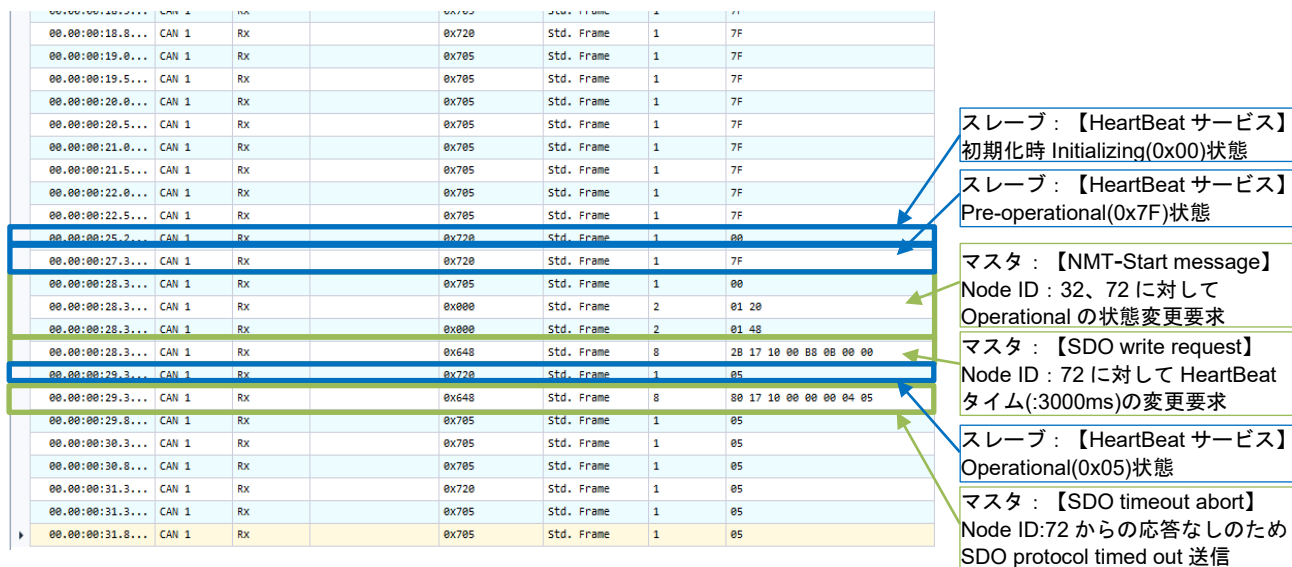 00.00:00:18.8... CAN 1 Rx 0x720 Std. Frame 1 7F
00.00:00:19.0... CAN 1 Rx 0x705 Std. Frame 1 7F
00.00:00:19.5... CAN 1 Rx 0x705 Std. Frame 1 7F
00.00:00:20.0... CAN 1 Rx 0x705 Std. Frame 1 7F
00.00:00:20.5... CAN 1 Rx 0x705 Std. Frame 1 7F
00.00:00:21.0... CAN 1 Rx 0x705 Std. Frame 1 7F
00.00:00:21.5... CAN 1 Rx 0x705 Std. Frame 1 7F
00.00:00:22.0... CAN 1 Rx 0x705 Std. Frame 1 7F
00.00:00:22.5... CAN 1 Rx 0x705 Std. Frame 1 7F
00.00:00:25.2... CAN 1 Rx 0x720 Std. Frame 1 00
00.00:00:27.3... CAN 1 Rx 0x720 Std. Frame 1 7F
00.00:00:28.3... CAN 1 Rx 0x705 Std. Frame 1 00
00.00:00:28.3... CAN 1 Rx 0x000 Std. Frame 2 01 20
00.00:00:28.3... CAN 1 Rx 0x000 Std. Frame 2 01 48
00.00:00:28.3... CAN 1 Rx 0x648 Std. Frame 8 2B 17 10 00 B8 0B 00 00
00.00:00:29.3... CAN 1 Rx 0x720 Std. Frame 1 05
00.00:00:29.3... CAN 1 Rx 0x648 Std. Frame 8 80 17 10 00 00 00 04 05
00.00:00:29.8... CAN 1 Rx 0x705 Std. Frame 1 05
00.00:00:30.3... CAN 1 Rx 0x705 Std. Frame 1 05
00.00:00:30.8... CAN 1 Rx 0x705 Std. Frame 1 05
00.00:00:31.3... CAN 1 Rx 0x720 Std. Frame 1 05
00.00:00:31.3... CAN 1 Rx 0x705 Std. Frame 1 05
00.00:00:31.8... CAN 1 Rx 0x705 Std. Frame 1 05
スレーブ：【HeartBeat サービス】
初期化時 Initializing(0x00)状態
スレーブ：【HeartBeat サービス】
Pre-operational(0x7F)状態
マスタ：【NMT-Start message】
Node ID：32、72 に対して
Operational の状態変更要求
マスタ：【SDO write request】
Node ID：72 に対して HeartBeat
タイム(:3000ms)の変更要求
スレーブ：【HeartBeat サービス】
Operational(0x05)状態
マスタ：【SDO timeout abort】
Node ID:72 からの応答なしのため
SDO protocol timed out 送信